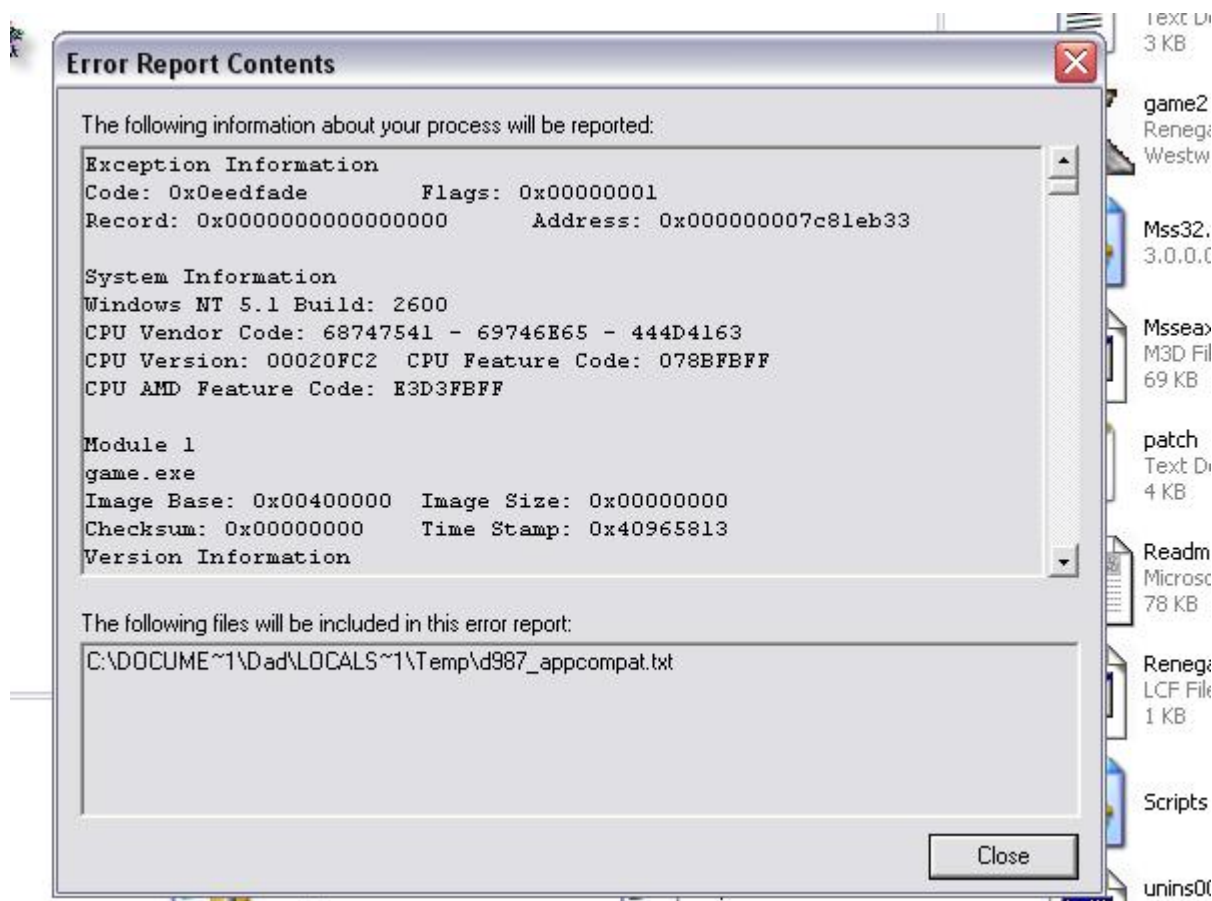 Error Report Contents
The following information about your process will be reported:
Exception Information
Code: 0x0eedfade Flags: 0x00000001
Record: 0x0000000000000000 Address: 0x000000007c81eb33
System Information
Windows NT 5.1 Build: 2600
CPU Vendor Code: 68747541 - 69746E65 - 444D4163
CPU Version: 00020FC2 CPU Feature Code: 078BFBFF
CPU AMD Feature Code: E3D3FBFF
Module 1
game.exe
Image Base: 0x00400000 Image Size: 0x00000000
Checksum: 0x00000000 Time Stamp: 0x40965813
Version Information
The following files will be included in this error report:
C:\DOCUME~1\Dad\LOCALS~1\Temp\d987_appcompat.txt
Close
Text D
3 KB
game2
Renega
Westw
Mss32.
3.0.0.0
Msseax
M3D Fil
69 KB
patch
Text D
4 KB
Readm
Micros
78 KB
Renega
LCF File
1 KB
Scripts
unins00